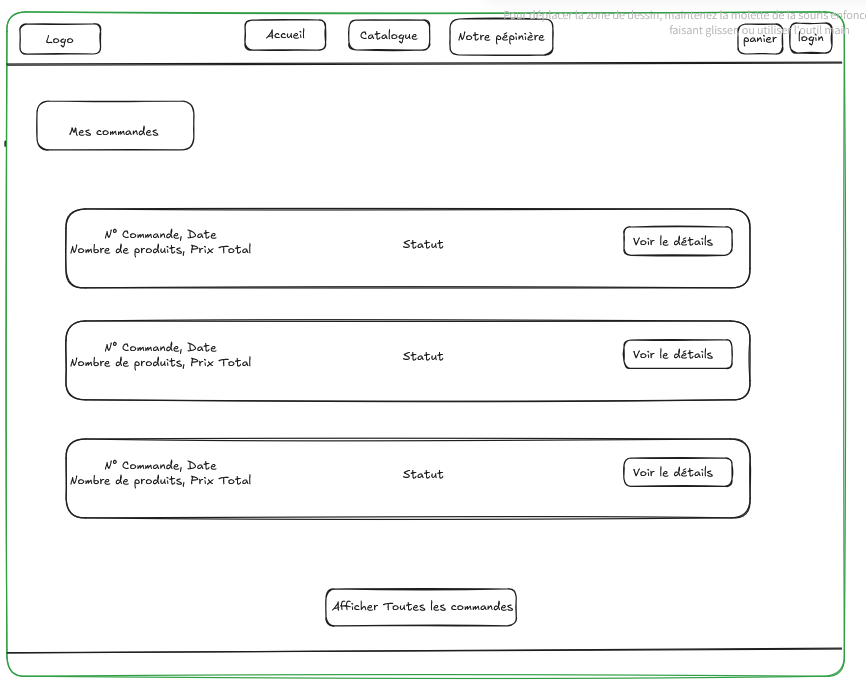 Pour déplacer la zone de dessin, maintenez la molette de la souris enfoncé
faisant glisser ou utiliser l'outil main
Logo
Accueil
Catalogue
Notre pépinière
panier
login
Mes commandes
N° Commande, Date
Nombre de produits, Prix Total
Statut
Voir le détails
N° Commande, Date
Nombre de produits, Prix Total
Statut
Voir le détails
N° Commande, Date
Nombre de produits, Prix Total
Statut
Voir le détails
Afficher Toutes les commandes